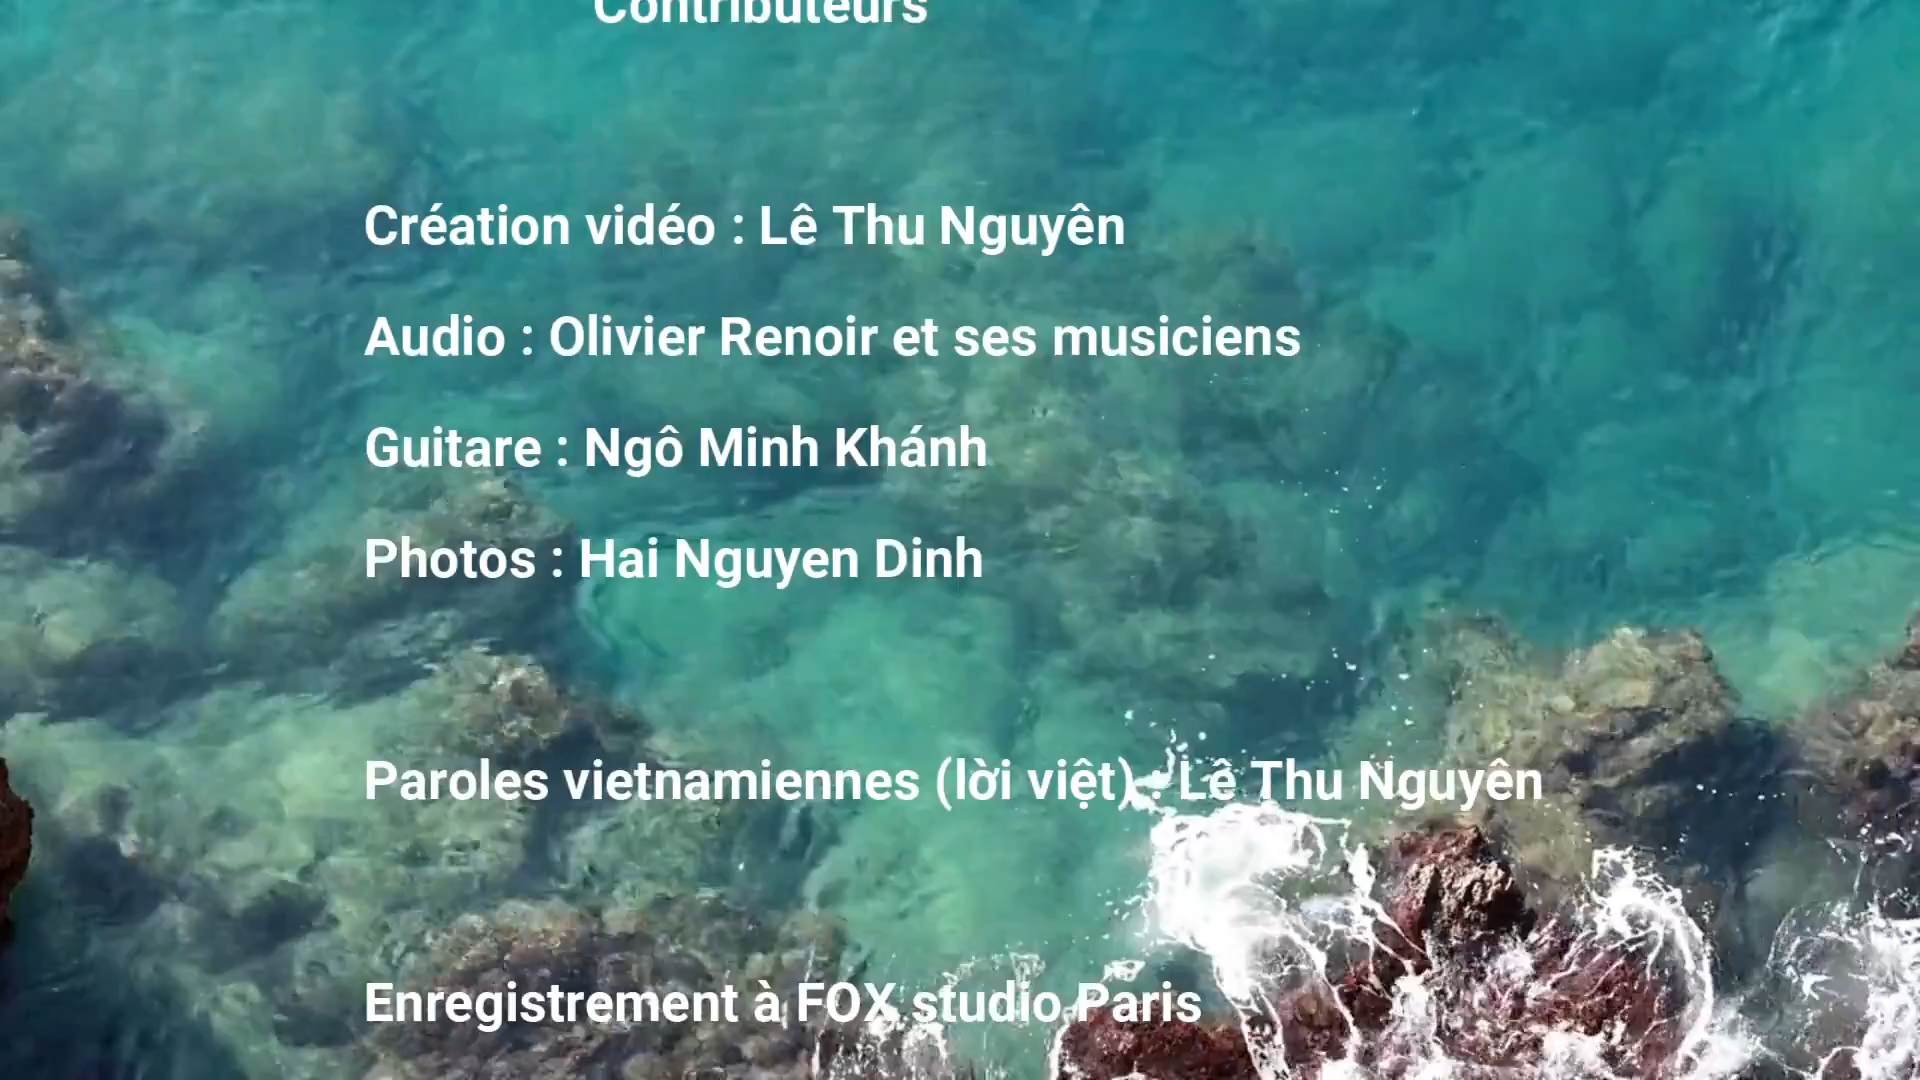 Contributeurs
Création vidéo : Lê Thu Nguyên
Audio : Olivier Renoir et ses musiciens
Guitare : Ngô Minh Khánh
Photos : Hai Nguyen Dinh
Paroles vietnamiennes (lời việt) : Lê Thu Nguyên
Enregistrement à FOX studio Paris